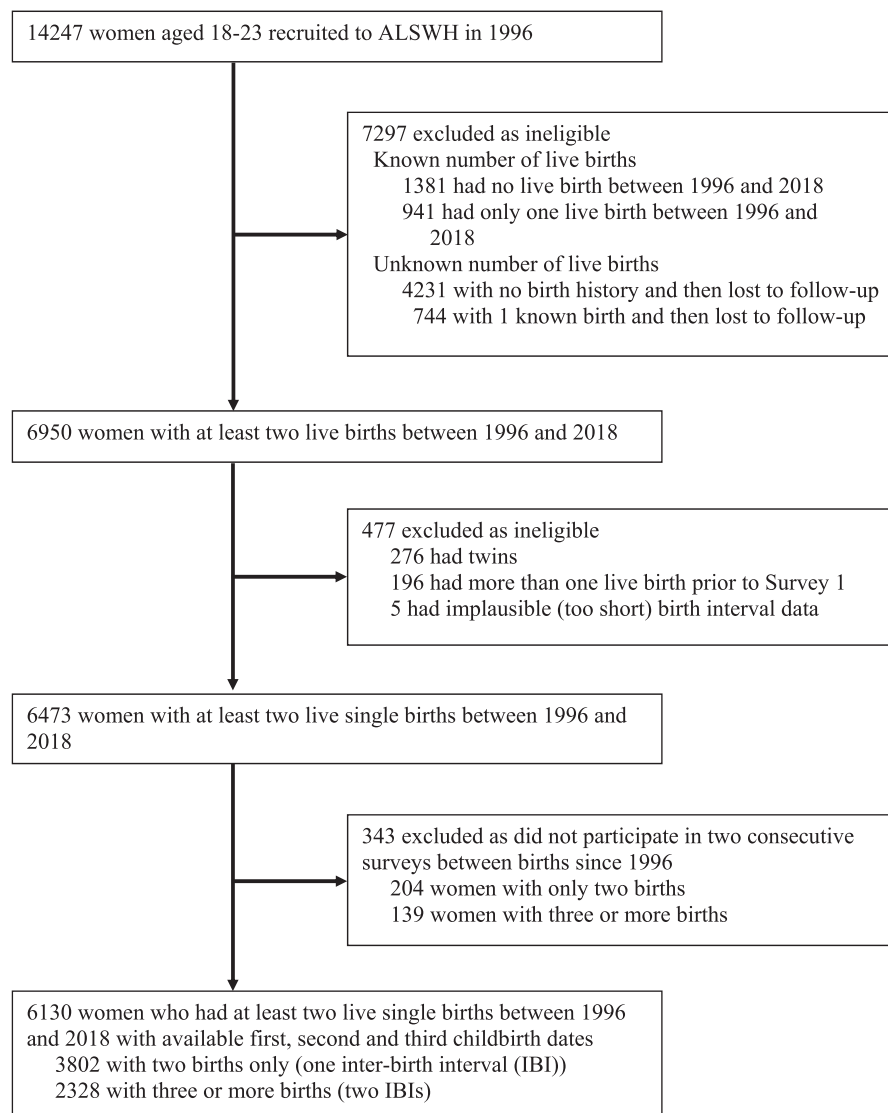 14247 women aged 18-23 recruited to ALSWH in 1996
7297 excluded as ineligible
Known number of live births
1381 had no live birth between 1996 and 2018
941 had only one live birth between 1996 and
2018
Unknown number of live births
4231 with no birth history and then lost to follow-up
744 with 1 known birth and then lost to follow-up
6950 women with at least two live births between 1996 and 2018
477 excluded as ineligible
276 had twins
196 had more than one live birth prior to Survey 1
5 had implausible (too short) birth interval data
6473 women with at least two live single births between 1996 and
2018
343 excluded as did not participate in two consecutive
surveys between births since 1996
204 women with only two births
139 women with three or more births
6130 women who had at least two live single births between 1996
and 2018 with available first, second and third childbirth dates
3802 with two births only (one inter-birth interval (IBI))
2328 with three or more births (two IBIs)